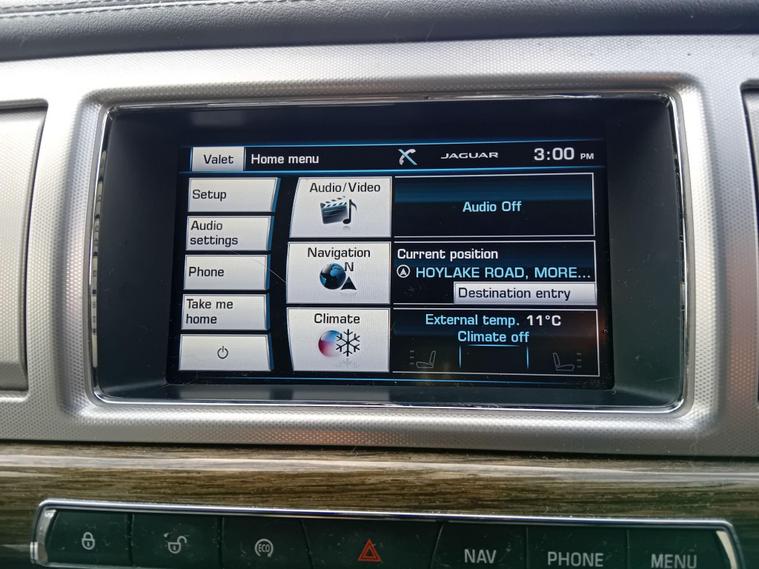 Valet Home menu JAGUAR 3:00 PM
Setup
Audio
settings
Phone
Take me
home
Audio/Video
Navigation
N
Climate
Audio Off
Current position
HOYLAKE ROAD, MORE...
Destination entry
External temp. 11°C
Climate off
ECO
NAV
PHONE
MENU